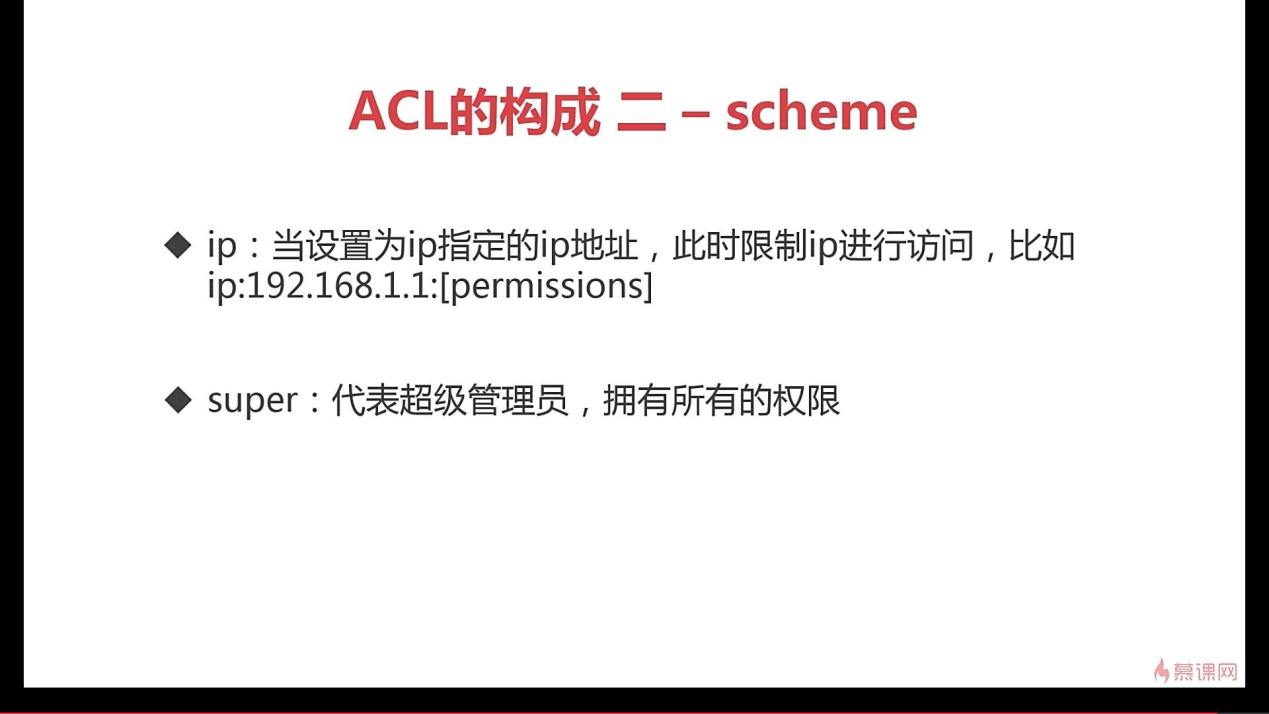 ACL的构成 二 – scheme
◆ ip：当设置为ip指定的ip地址，此时限制ip进行访问，比如
ip:192.168.1.1:[permissions]
◆ super：代表超级管理员，拥有所有的权限
慕课网